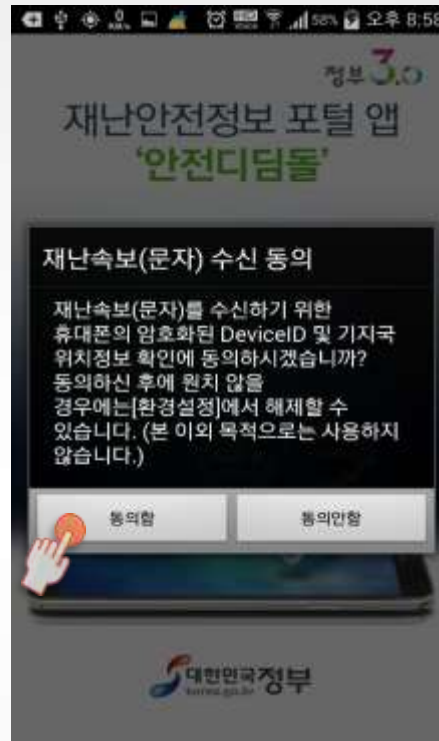 58% 오후 8:58
정부 3.0
재난안전정보 포털 앱
'안전디딤돌'
재난속보(문자) 수신 동의
재난속보(문자)를 수신하기 위한
휴대폰의 암호화된 DeviceID 및 기지국
위치정보 확인에 동의하시겠습니까?
동의하신 후에 원치 않을
경우에는[환경설정]에서 해제할 수
있습니다. (본 이외 목적으로는 사용하지
않습니다.)
동의함 동의안함
대한민국정부
korea.go.kr